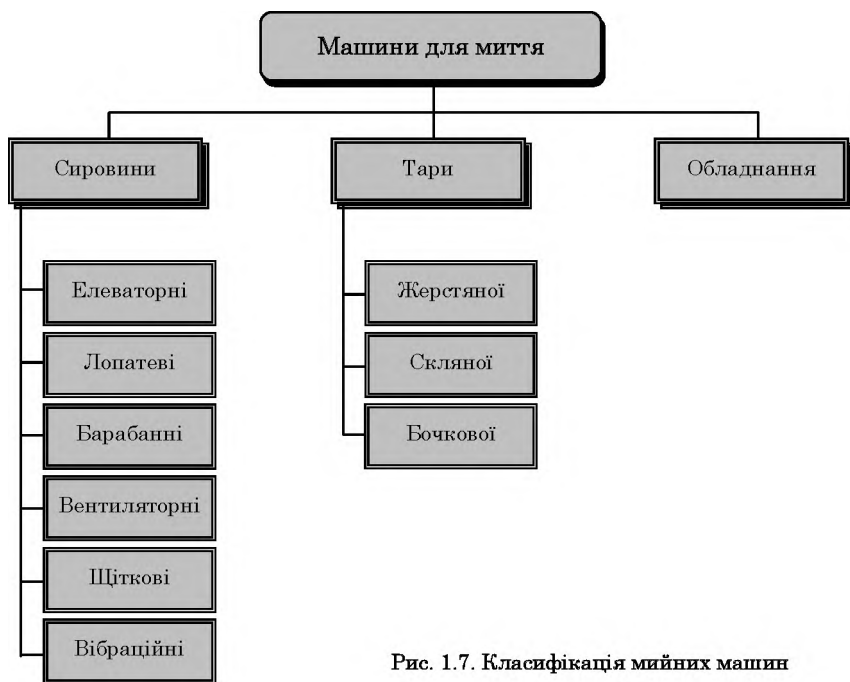 Машини для миття
Сировини
Тари
Обладнання
Елеваторні
Лопатеві
Барабанні
Вентиляторні
Щіткові
Вібраційні
Жерстяної
Скляної
Бочкової
Рис. 1.7. Класифікація мийних машин